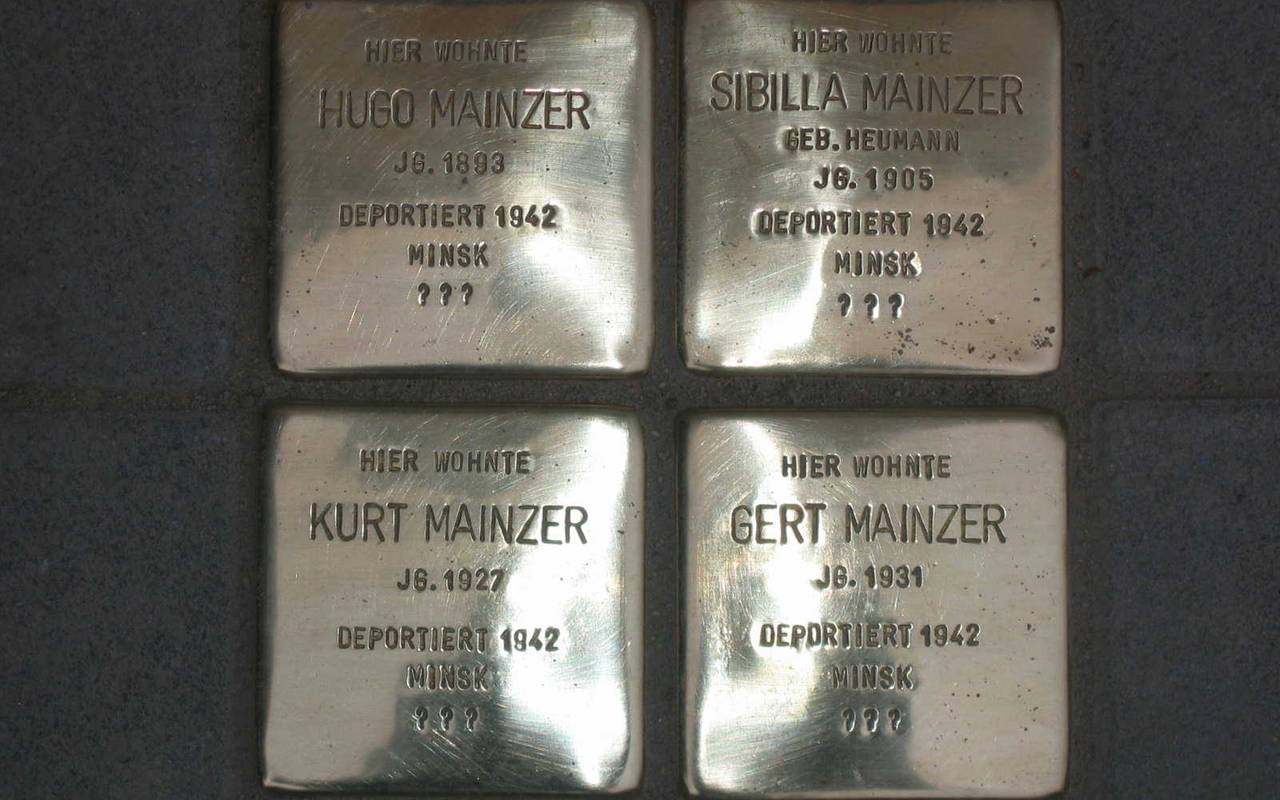 HIER WOHNTE
HUGO MAINZER
JG. 1893
DEPORTIERT 1942
MINSK
???
HIER WOHNTE
SIBILLA MAINZER
GEB. HEUMANN
JG. 1905
DEPORTIERT 1942
MINSK
???
HIER WOHNTE
KURT MAINZER
JG. 1927
DEPORTIERT 1942
MINSK
???
HIER WOHNTE
GERT MAINZER
JG. 1931
DEPORTIERT 1942
MINSK
???